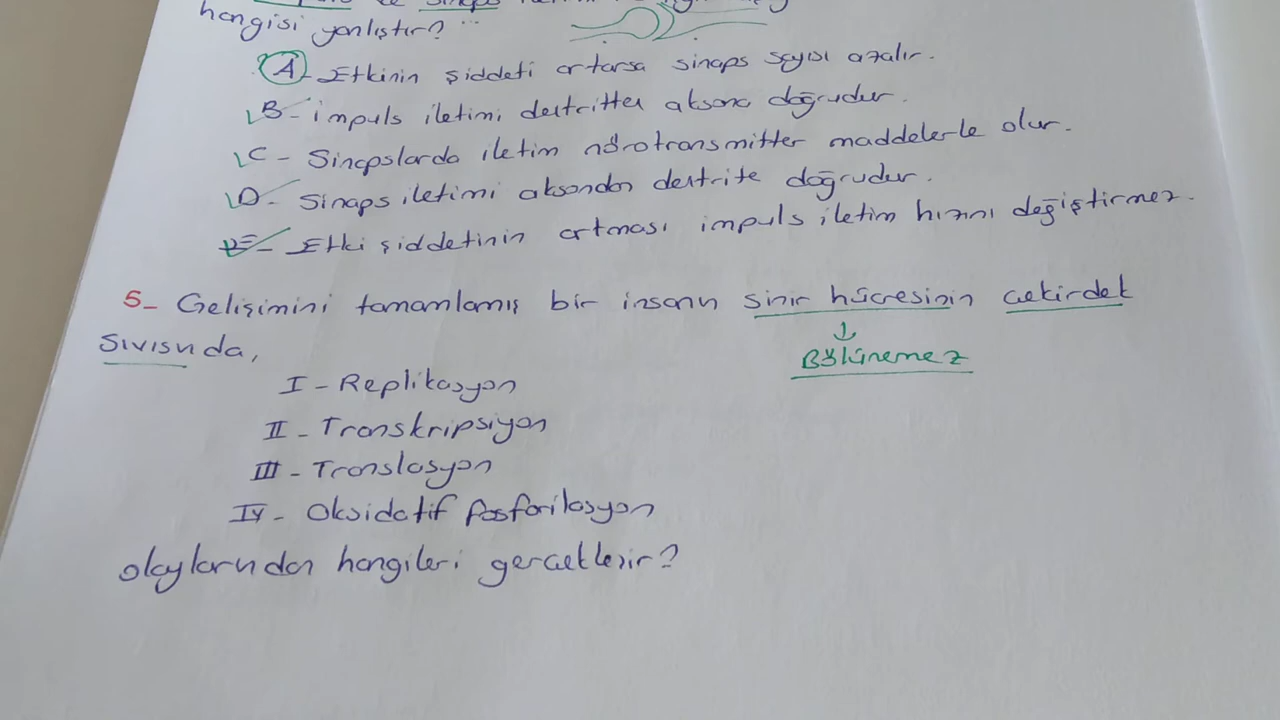 hangisi yanlıştır?
A - Etkinin şiddeti artarsa sinaps sayısı azalır.
B - İmpuls iletimi dentritten aksona doğrudur.
C - Sinapslarda iletim nörotransmitter maddelerle olur.
D - Sinaps iletimi aksondan dentrite doğrudur.
E - Etki şiddetinin artması impuls iletim hızını değiştirmez.
5- Gelişimini tamamlamış bir insanın sinir hücresinin çekirdek
sıvısında,
Bölünemez
I - Replikasyon
II - Transkripsiyon
III - Translasyon
IV - Oksidatif fosforilasyon
olaylarından hangileri gerçekleşir?